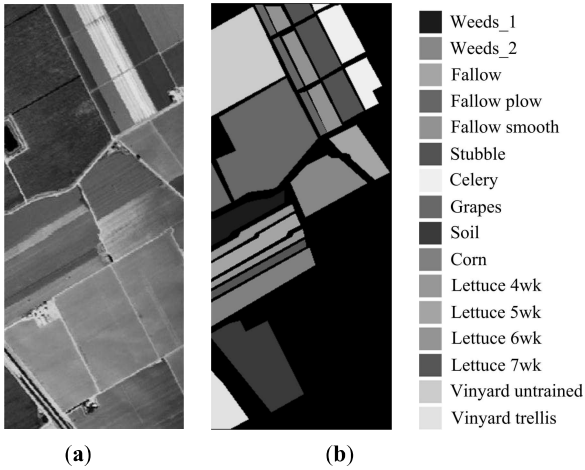 Weeds_1
Weeds_2
Fallow
Fallow plow
Fallow smooth
Stubble
Celery
Grapes
Soil
Corn
Lettuce 4wk
Lettuce 5wk
Lettuce 6wk
Lettuce 7wk
Vinyard untrained
Vinyard trellis
(a) (b)